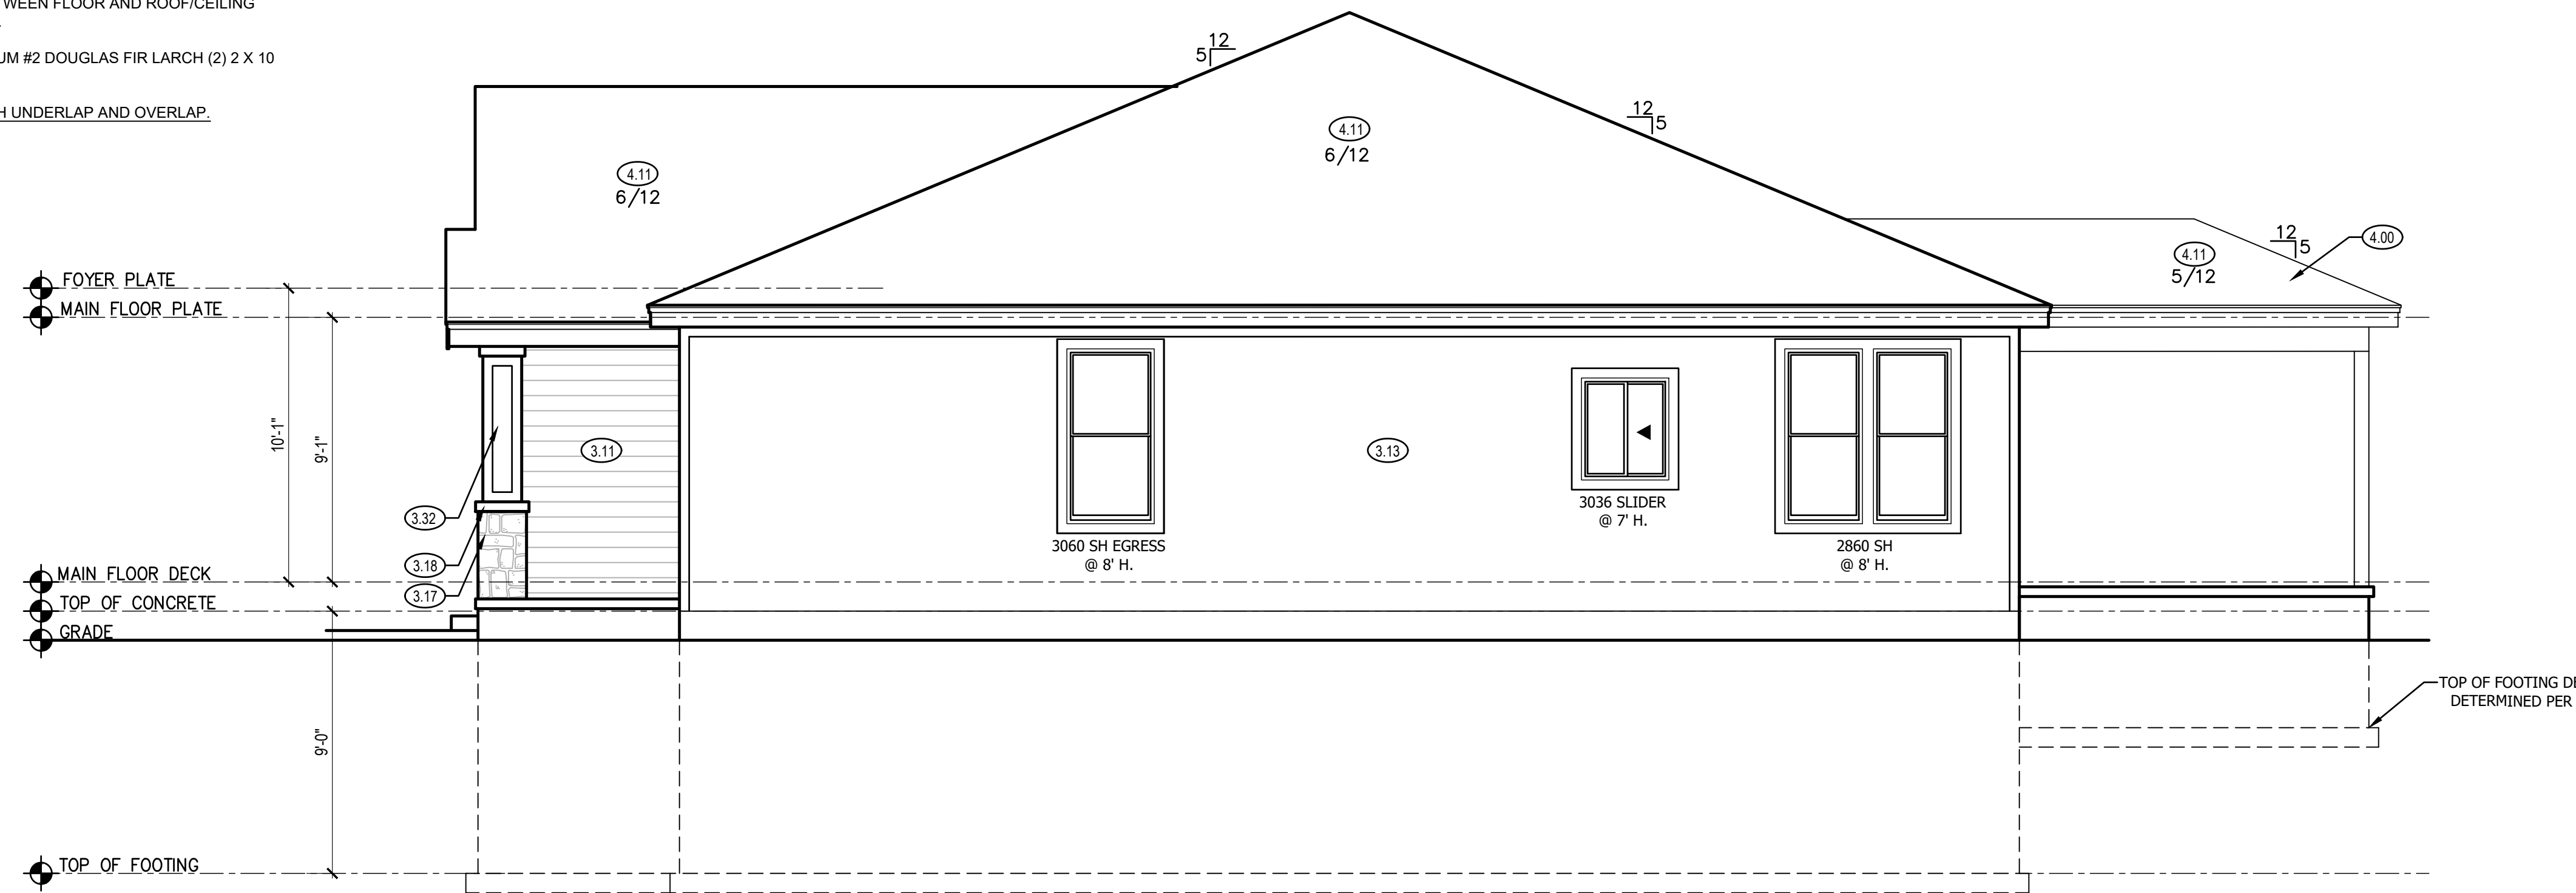 WEEN FLOOR AND ROOF/CEILING
UM #2 DOUGLAS FIR LARCH (2) 2 X 10
H UNDERLAP AND OVERLAP.
12
5
12
5
4.11
6/12
4.11
6/12
12
5
4.00
4.11
5/12
FOYER PLATE
MAIN FLOOR PLATE
10'-1"
9'-1"
3.11
3.13
3.32
3.18
3.17
3036 SLIDER
@ 7' H.
3060 SH EGRESS
@ 8' H.
2860 SH
@ 8' H.
MAIN FLOOR DECK
TOP OF CONCRETE
GRADE
9'-0"
TOP OF FOOTING DE
DETERMINED PER
TOP OF FOOTING